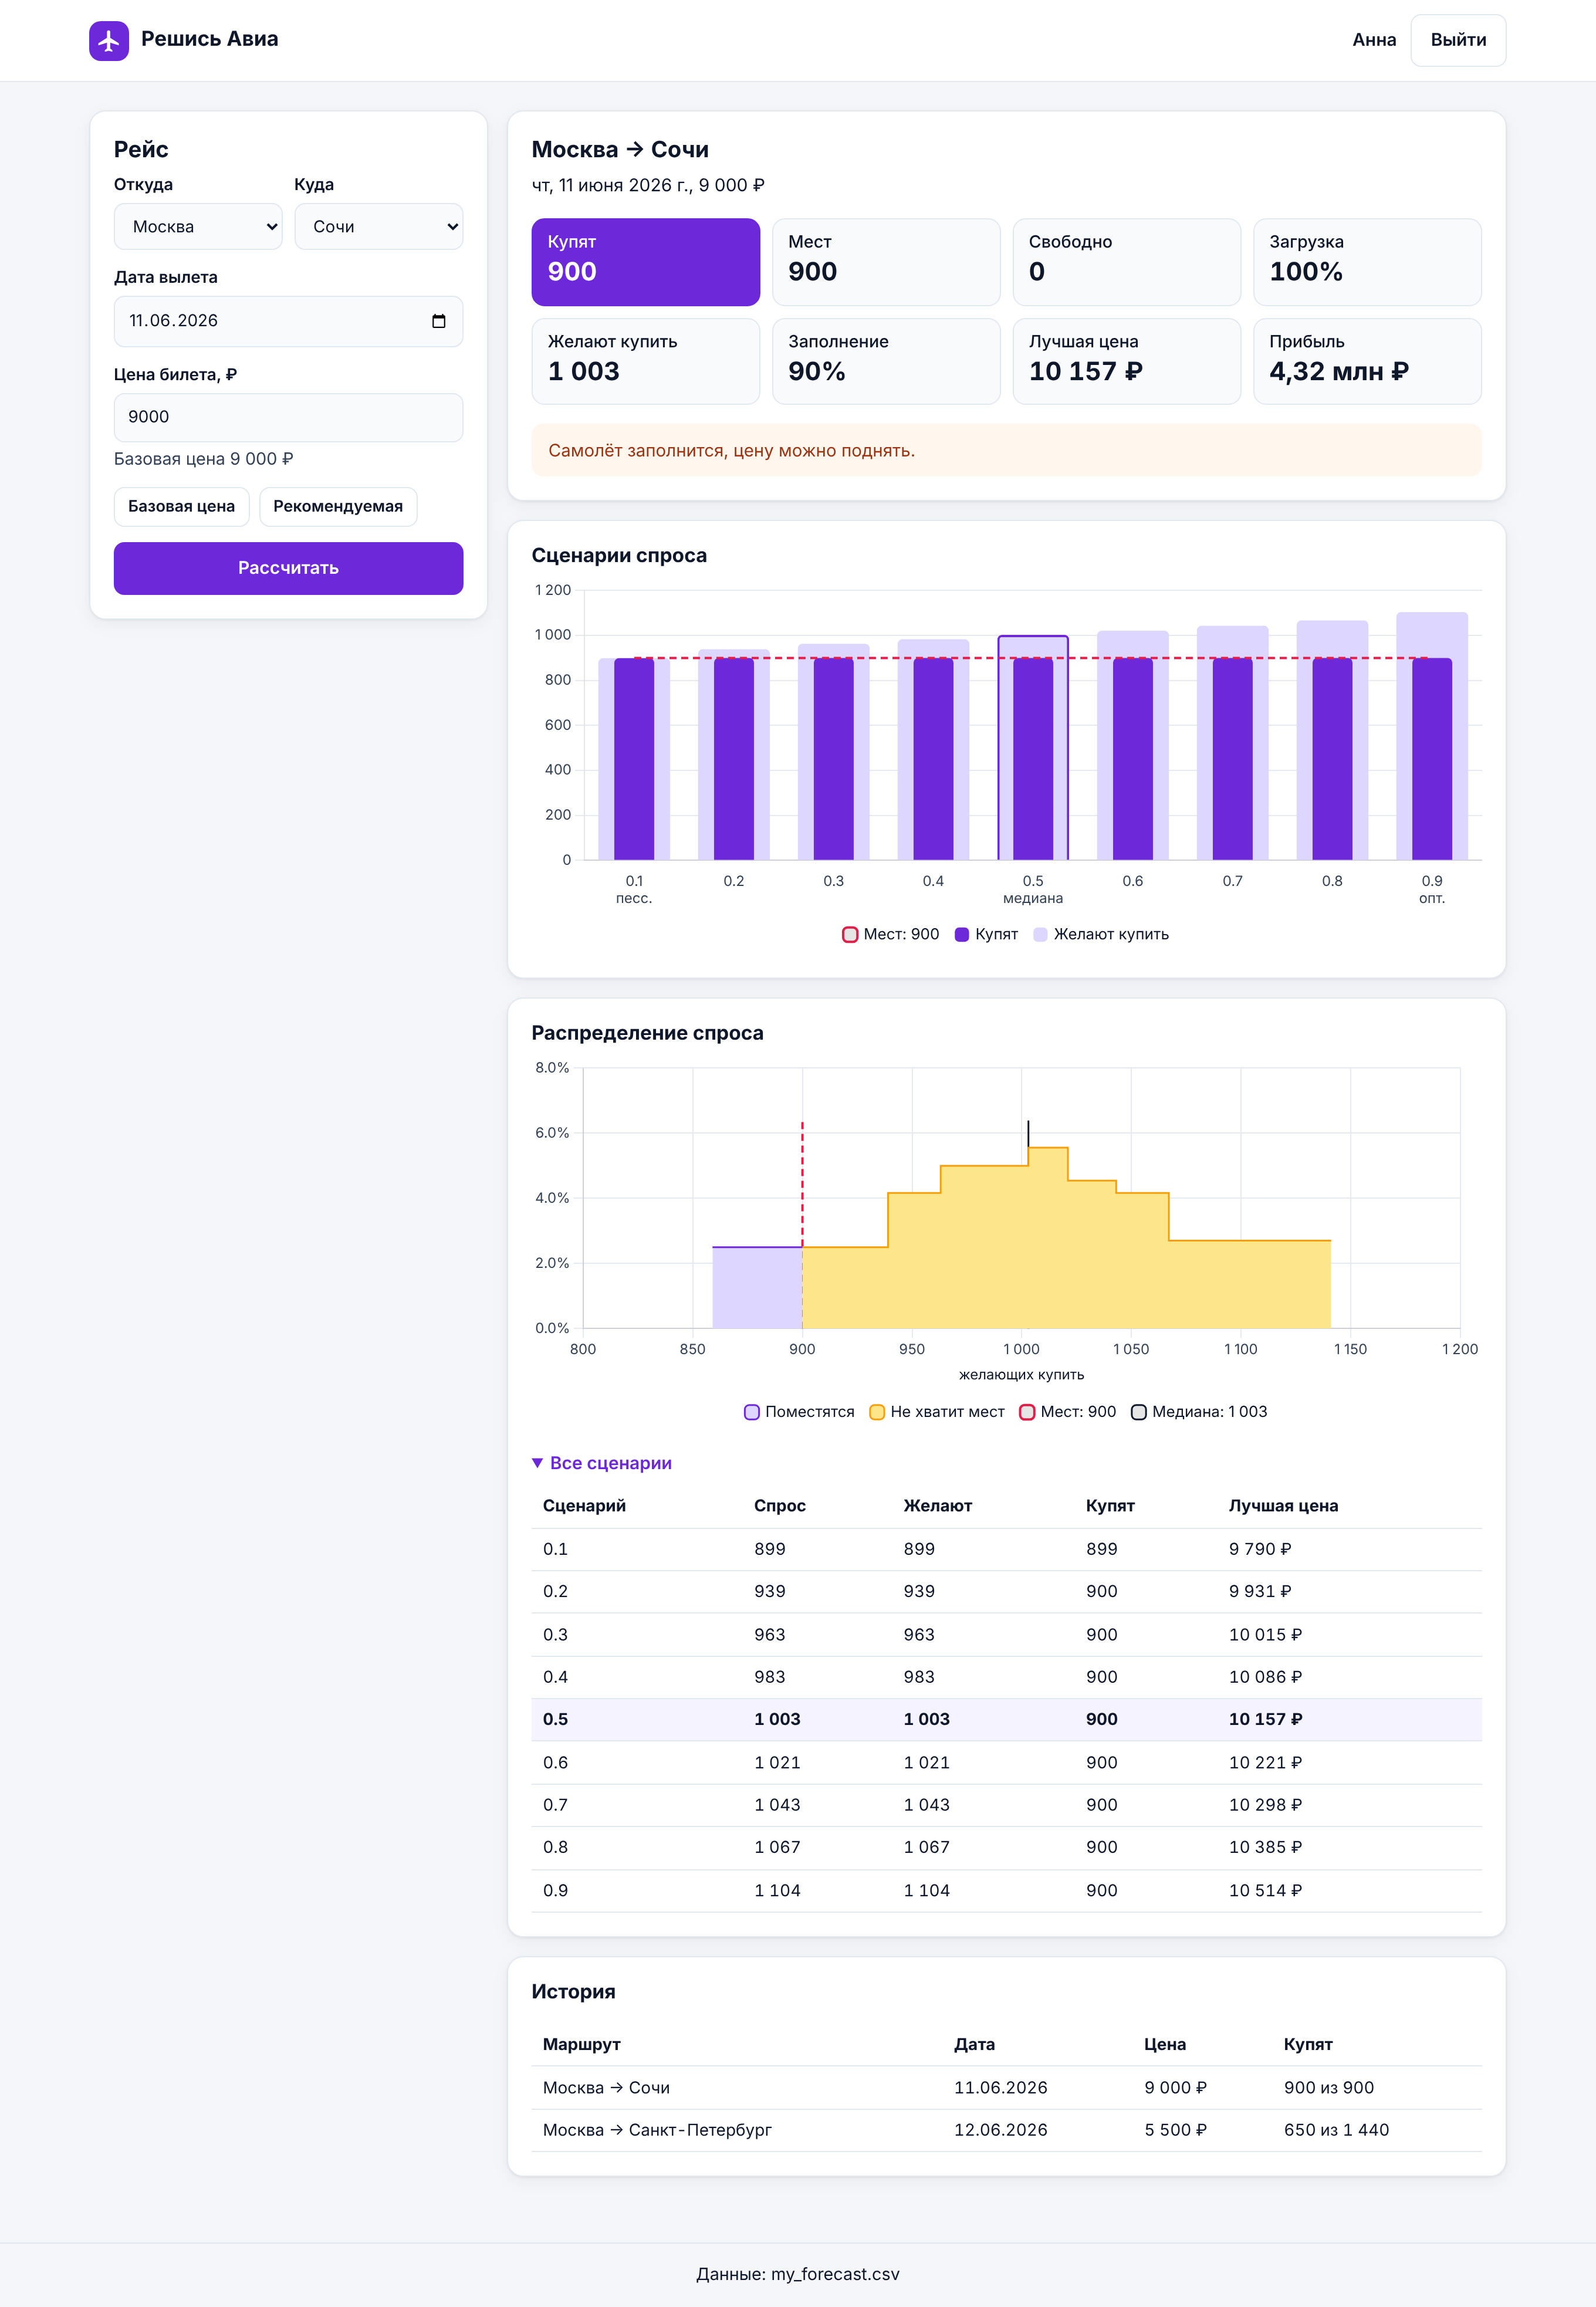 Решись Авиа
Анна Выйти
Рейс
Откуда Куда
Москва Сочи
Дата вылета
11.06.2026
Цена билета, ₽
9000
Базовая цена 9 000 ₽
Базовая цена Рекомендуемая
Рассчитать
Москва → Сочи
чт, 11 июня 2026 г., 9 000 ₽
Купят Мест Свободно Загрузка
900 900 0 100%
Желают купить Заполнение Лучшая цена Прибыль
1 003 90% 10 157 ₽ 4,32 млн ₽
Самолёт заполнится, цену можно поднять.
Сценарии спроса
1 200
1 000
800
600
400
200
0
0.1 0.2 0.3 0.4 0.5 0.6 0.7 0.8 0.9
песс. медиана опт.
Мест: 900 Купят Желают купить
Распределение спроса
8.0%
6.0%
4.0%
2.0%
0.0%
800 850 900 950 1 000 1 050 1 100 1 150 1 200
желающих купить
Поместятся Не хватит мест Мест: 900 Медиана: 1 003
▼ Все сценарии
Сценарий Спрос Желают Купят Лучшая цена
0.1 899 899 899 9 790 ₽
0.2 939 939 900 9 931 ₽
0.3 963 963 900 10 015 ₽
0.4 983 983 900 10 086 ₽
0.5 1 003 1 003 900 10 157 ₽
0.6 1 021 1 021 900 10 221 ₽
0.7 1 043 1 043 900 10 298 ₽
0.8 1 067 1 067 900 10 385 ₽
0.9 1 104 1 104 900 10 514 ₽
История
Маршрут Дата Цена Купят
Москва → Сочи 11.06.2026 9 000 ₽ 900 из 900
Москва → Санкт-Петербург 12.06.2026 5 500 ₽ 650 из 1 440
Данные: my_forecast.csv